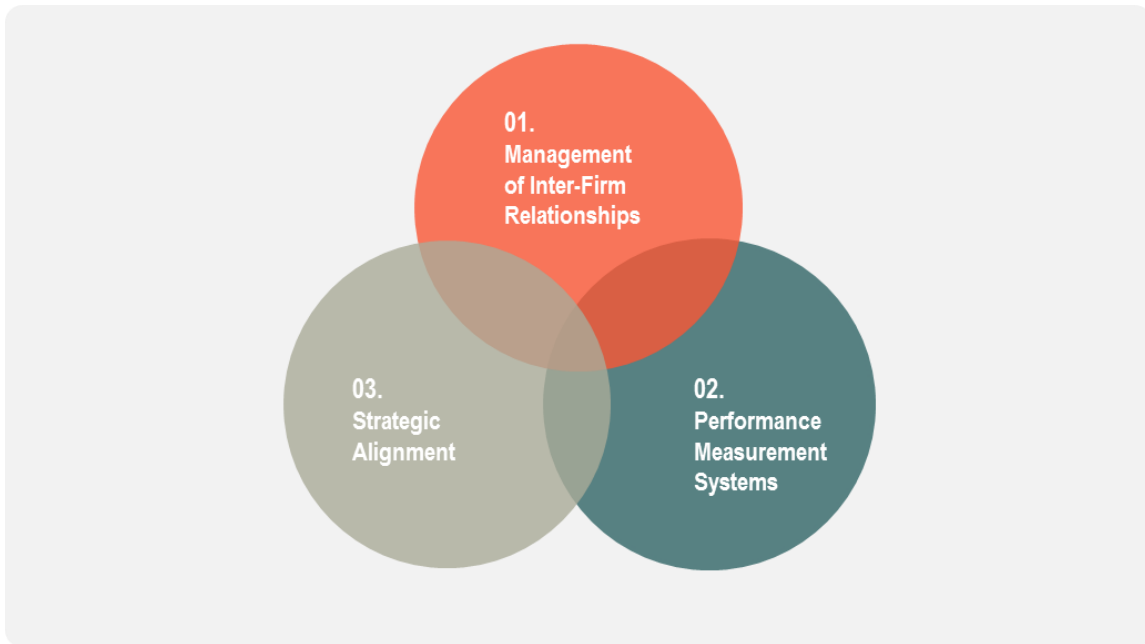 01.
Management
of Inter-Firm
Relationships
02.
Performance
Measurement
Systems
03.
Strategic
Alignment